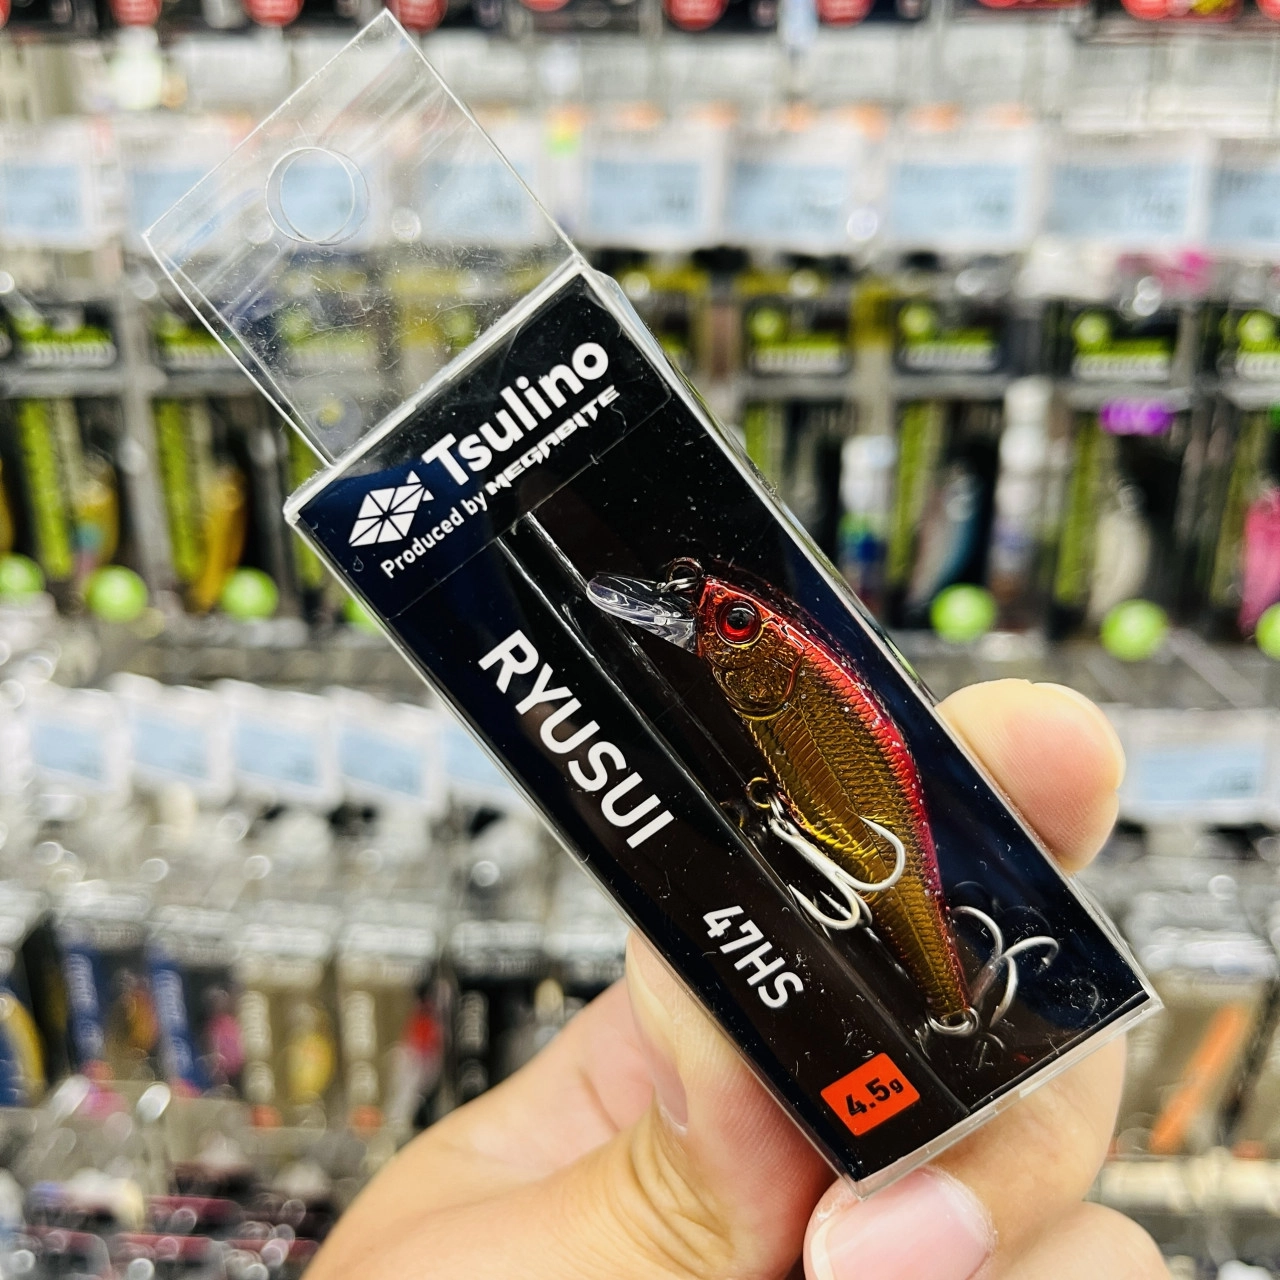 Tsulino
Produced by MEGABITE
RYUSUI
47HS
4.5g